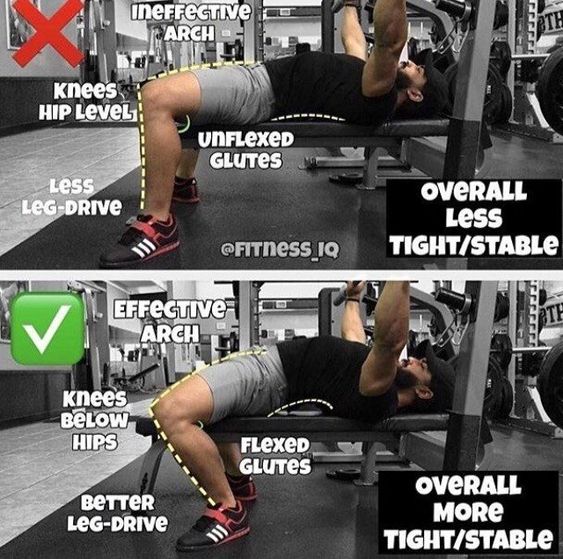 Ineffective
Arch
Knees
Hip Level
Unflexed
Glutes
Less
Leg-Drive
Overall
Less
Tight/Stable
@Fitness_IQ
Effective
Arch
Knees
Below
Hips
Flexed
Glutes
Better
Leg-Drive
Overall
More
Tight/Stable